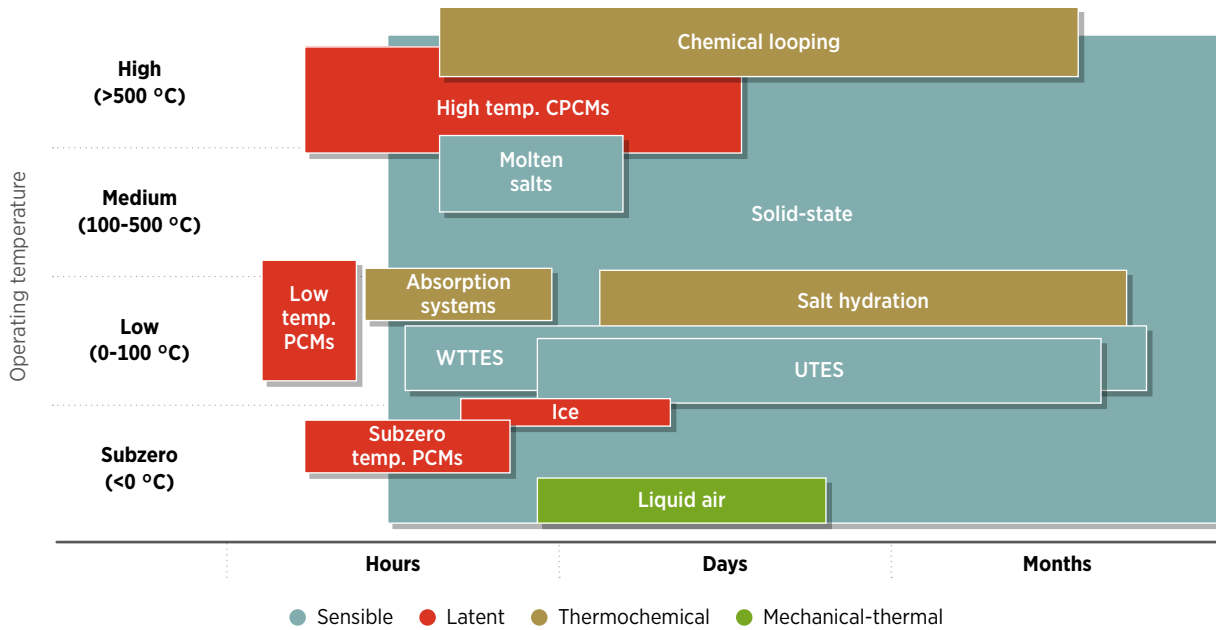 Operating temperature
High
(>500 °C)
Medium
(100-500 °C)
Low
(0-100 °C)
Subzero
(<0 °C)
Chemical looping
High temp. CPCMs
Molten
salts
Solid-state
Low
temp.
PCMs
Absorption
systems
Salt hydration
WTTES
UTES
Ice
Subzero
temp. PCMs
Liquid air
Hours
Days
Months
Sensible
Latent
Thermochemical
Mechanical-thermal